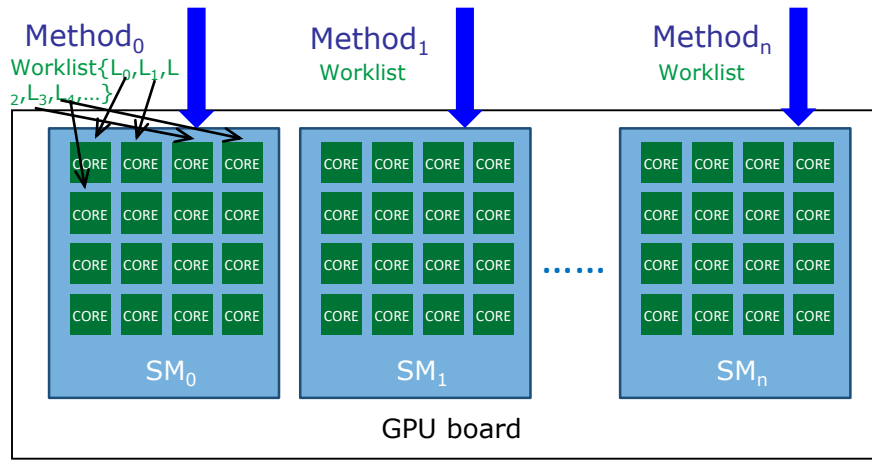 Method₀ Method₁ Methodₙ
Worklist{L₀,L₁,L Worklist Worklist
₂,L₃,L₄,...}
CORE CORE CORE CORE CORE CORE CORE CORE CORE CORE CORE CORE
CORE CORE CORE CORE CORE CORE CORE CORE CORE CORE CORE CORE
CORE CORE CORE CORE CORE CORE CORE CORE CORE CORE CORE CORE
......
CORE CORE CORE CORE CORE CORE CORE CORE CORE CORE CORE CORE
SM₀ SM₁ SMₙ
GPU board